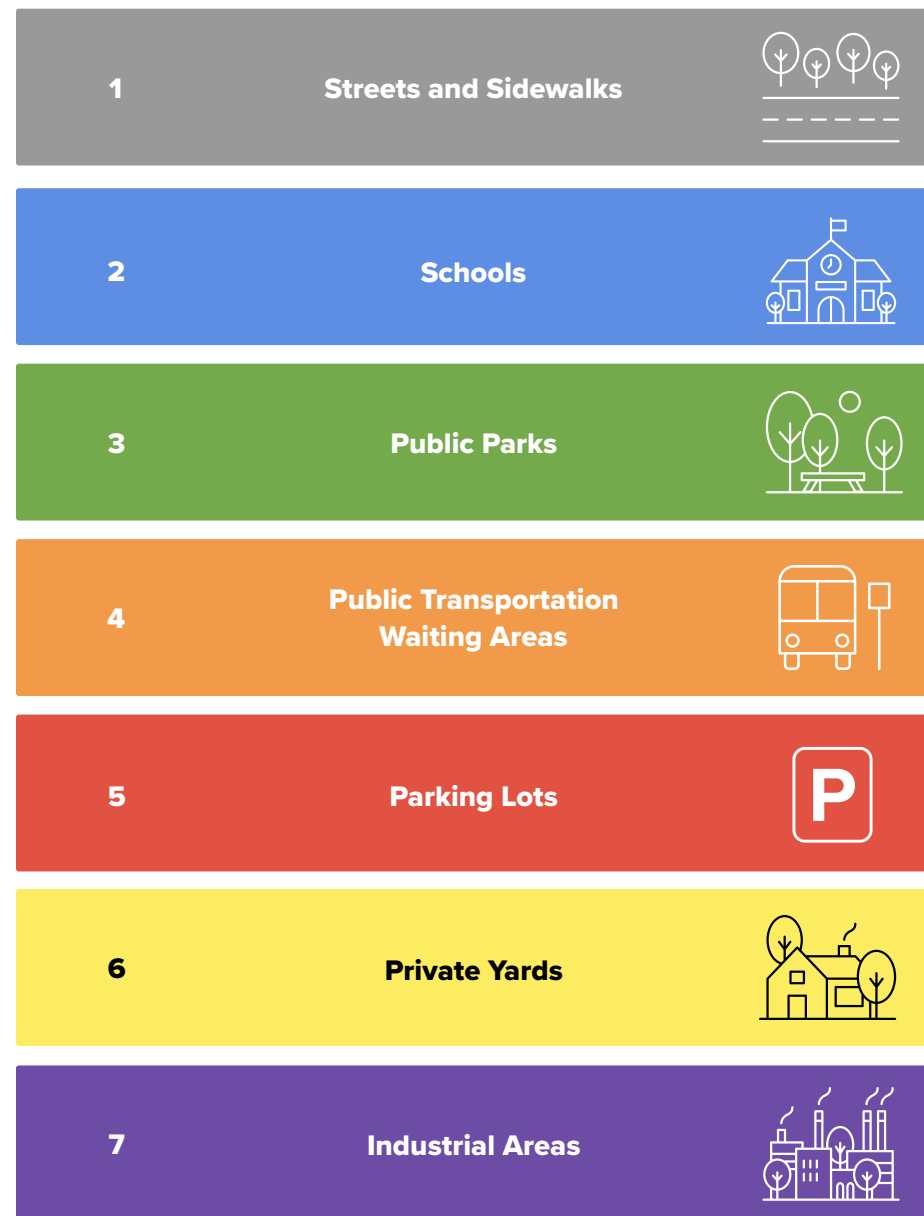 1 Streets and Sidewalks
2 Schools
3 Public Parks
4 Public Transportation
Waiting Areas
5 Parking Lots
P
6 Private Yards
7 Industrial Areas